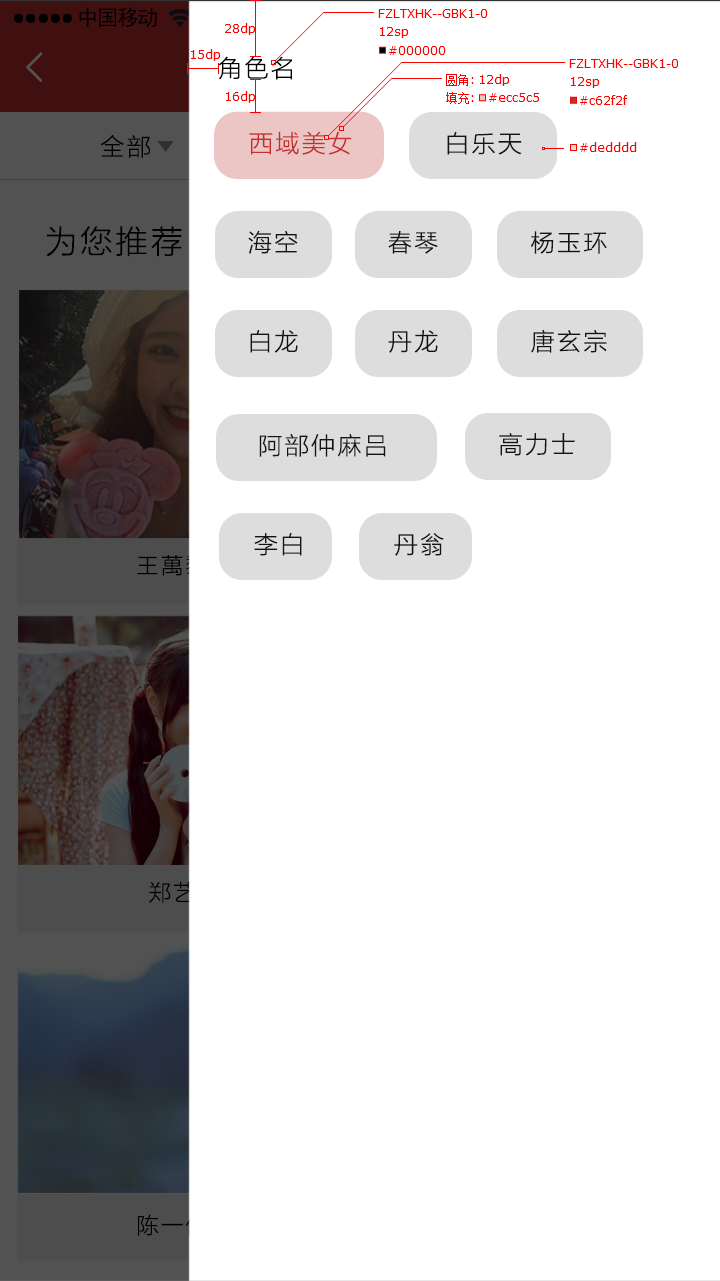 中国移动
FZLTXHK--GBK1-0
12sp
#000000
28dp
15dp
角色名
16dp
FZLTXHK--GBK1-0
12sp
#c62f2f
圆角: 12dp
填充: #ecc5c5
全部
西域美女
白乐天
#dedddd
为您推荐
海空
春琴
杨玉环
白龙
丹龙
唐玄宗
阿部仲麻吕
高力士
李白
丹翁
王萬
郑艺
陈一